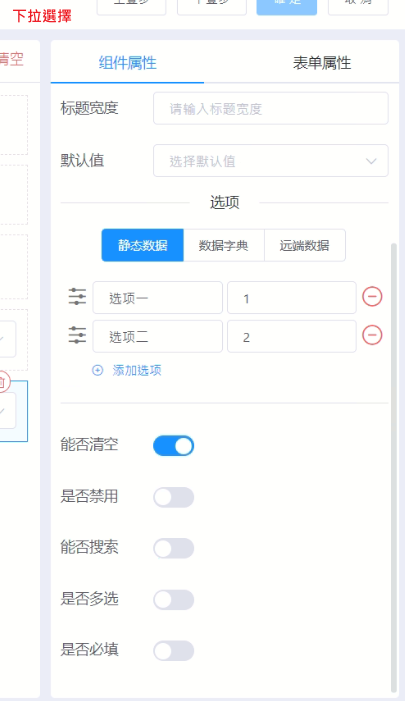 下拉選擇
清空
组件属性 表单属性
标题宽度 请输入标题宽度
默认值 选择默认值
选项
静态数据 数据字典 远端数据
选项一 1
选项二 2
添加选项
能否清空
是否禁用
能否搜索
是否多选
是否必填